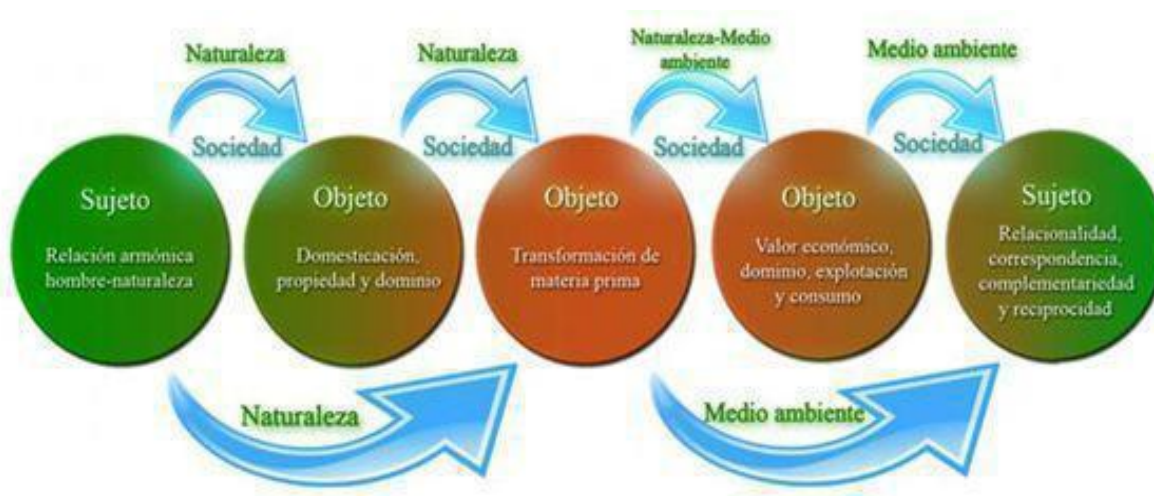 Naturaleza
Sociedad
Naturaleza
Sociedad
Naturaleza-Medio
ambiente
Sociedad
Medio ambiente
Sociedad
Sujeto
Relación armónica
hombre-naturaleza
Objeto
Domesticación,
propiedad y dominio
Objeto
Transformación de
materia prima
Objeto
Valor económico,
dominio, explotación
y consumo
Sujeto
Relacionalidad,
correspondencia,
complementariedad
y reciprocidad
Naturaleza
Medio ambiente